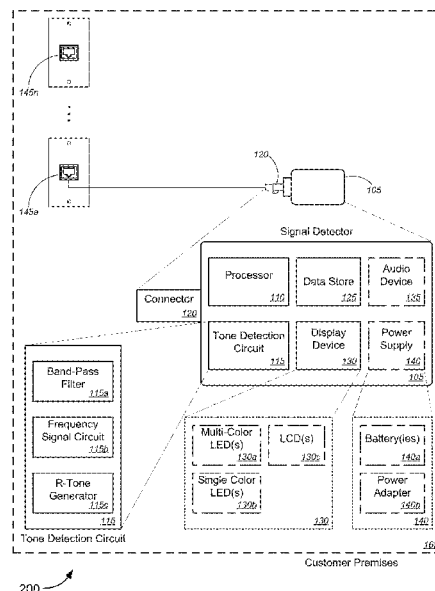 145n
145a
120
105
Signal Detector
Processor
110
Data Store
125
Audio Device
135
Connector
120
Tone Detection Circuit
115
Display Device
130
Power Supply
140
105
Band-Pass Filter
115a
Frequency Signal Circuit
115b
R-Tone Generator
115c
115
Tone Detection Circuit
Multi-Color LED(s)
130a
LCD(s)
130c
Single Color LED(s)
130b
130
Battery(ies)
140a
Power Adapter
140b
140
Customer Premises
200